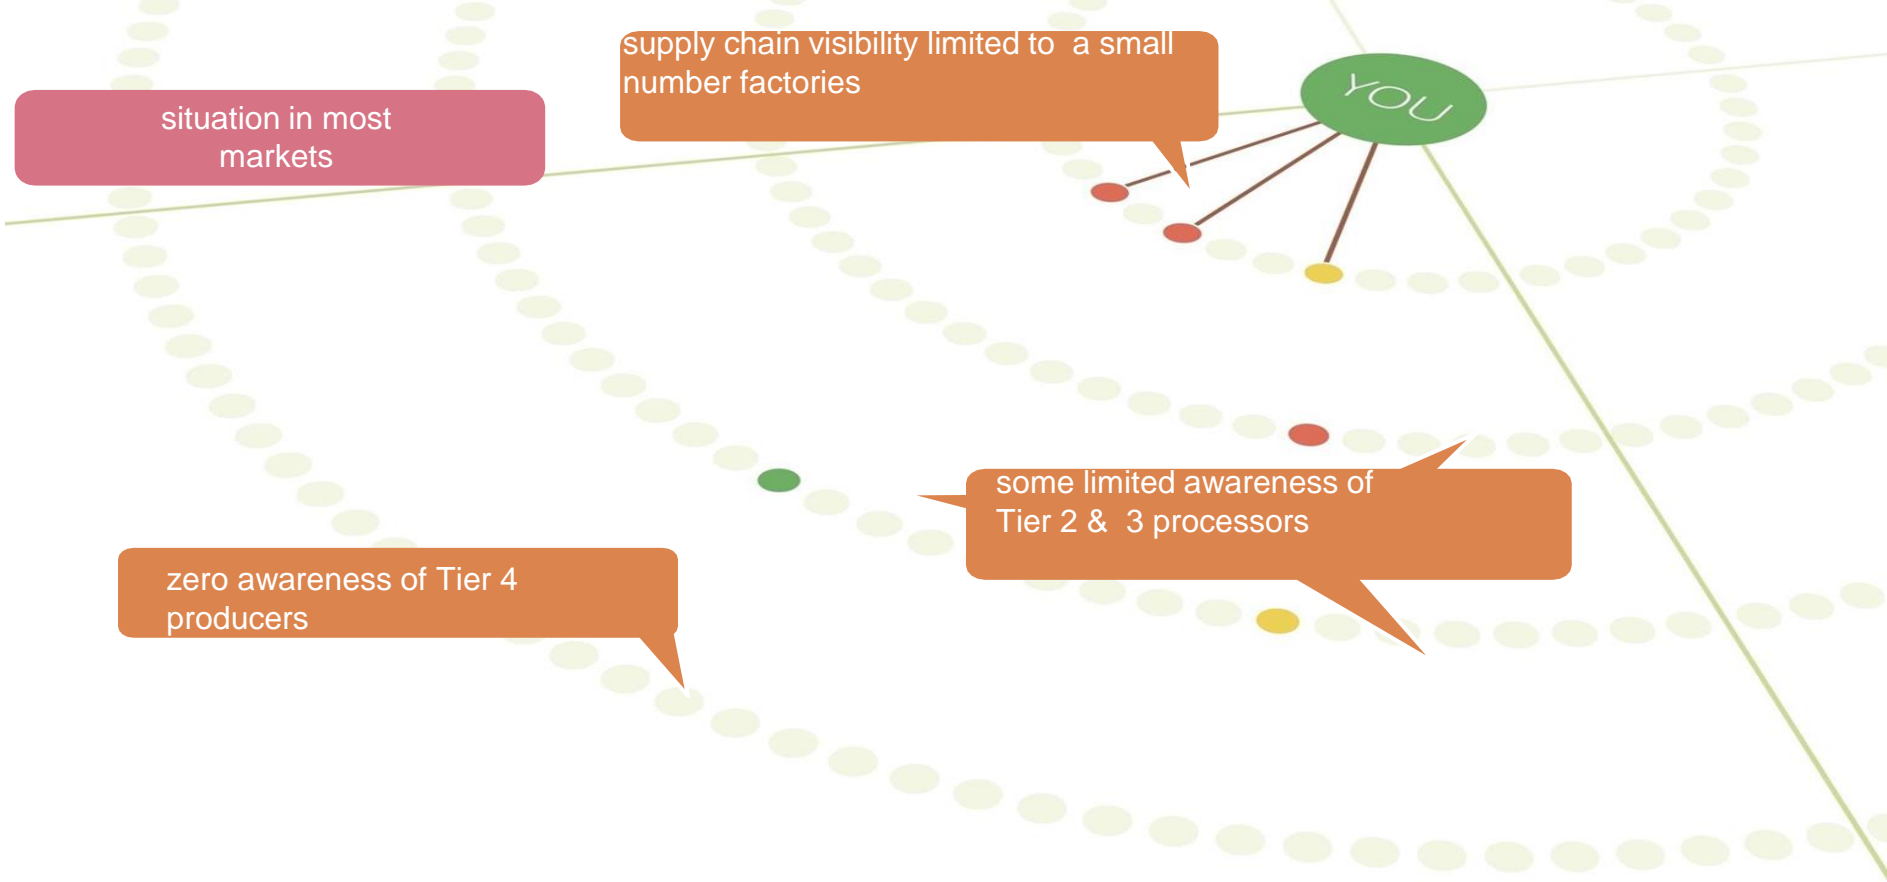 supply chain visibility limited to  a small
number factories
YOU
situation in most
markets
some limited awareness of
Tier 2 &  3 processors
zero awareness of Tier 4
producers